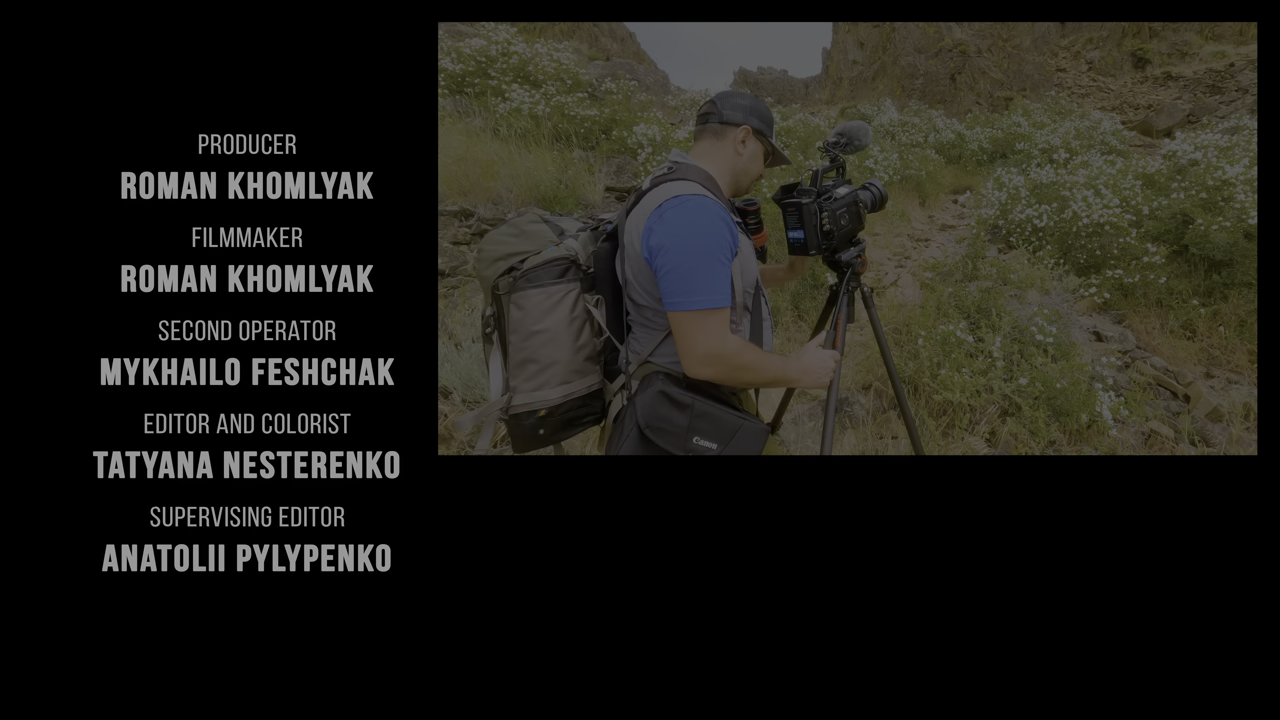 PRODUCER
ROMAN KHOMLYAK
FILMMAKER
ROMAN KHOMLYAK
SECOND OPERATOR
MYKHAILO FESHCHAK
EDITOR AND COLORIST
TATYANA NESTERENKO
SUPERVISING EDITOR
ANATOLII PYLYPENKO
Canon